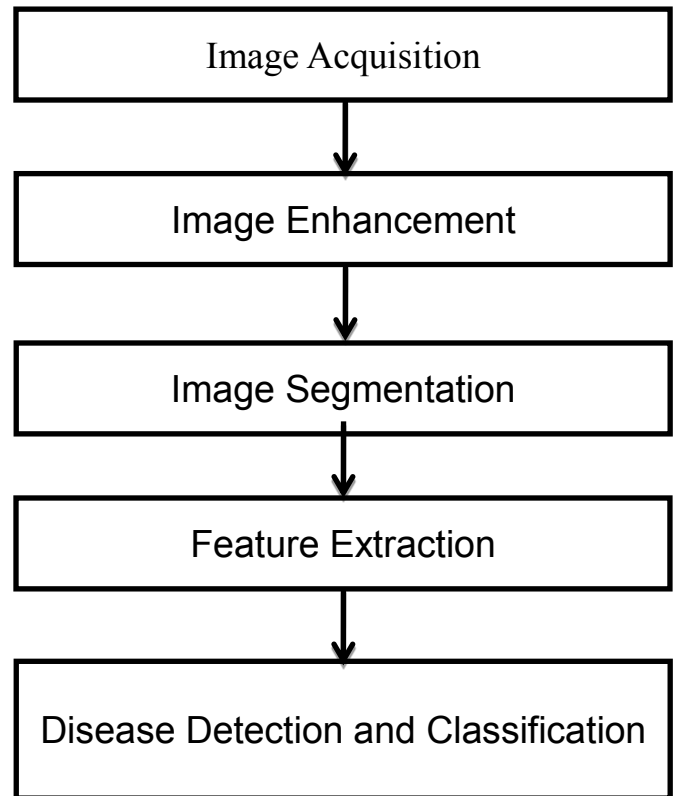 Image Acquisition
Image Enhancement
Image Segmentation
Feature Extraction
Disease Detection and Classification